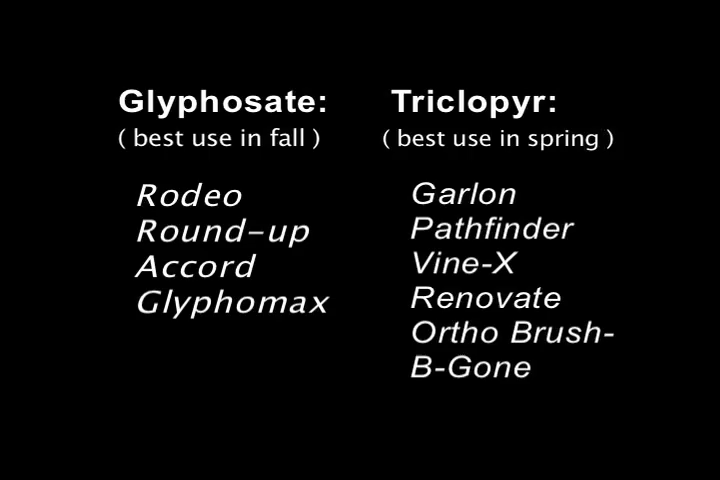 Glyphosate:
( best use in fall )
Rodeo
Round-up
Accord
Glyphomax
Triclopyr:
( best use in spring )
Garlon
Pathfinder
Vine-X
Renovate
Ortho Brush-
B-Gone